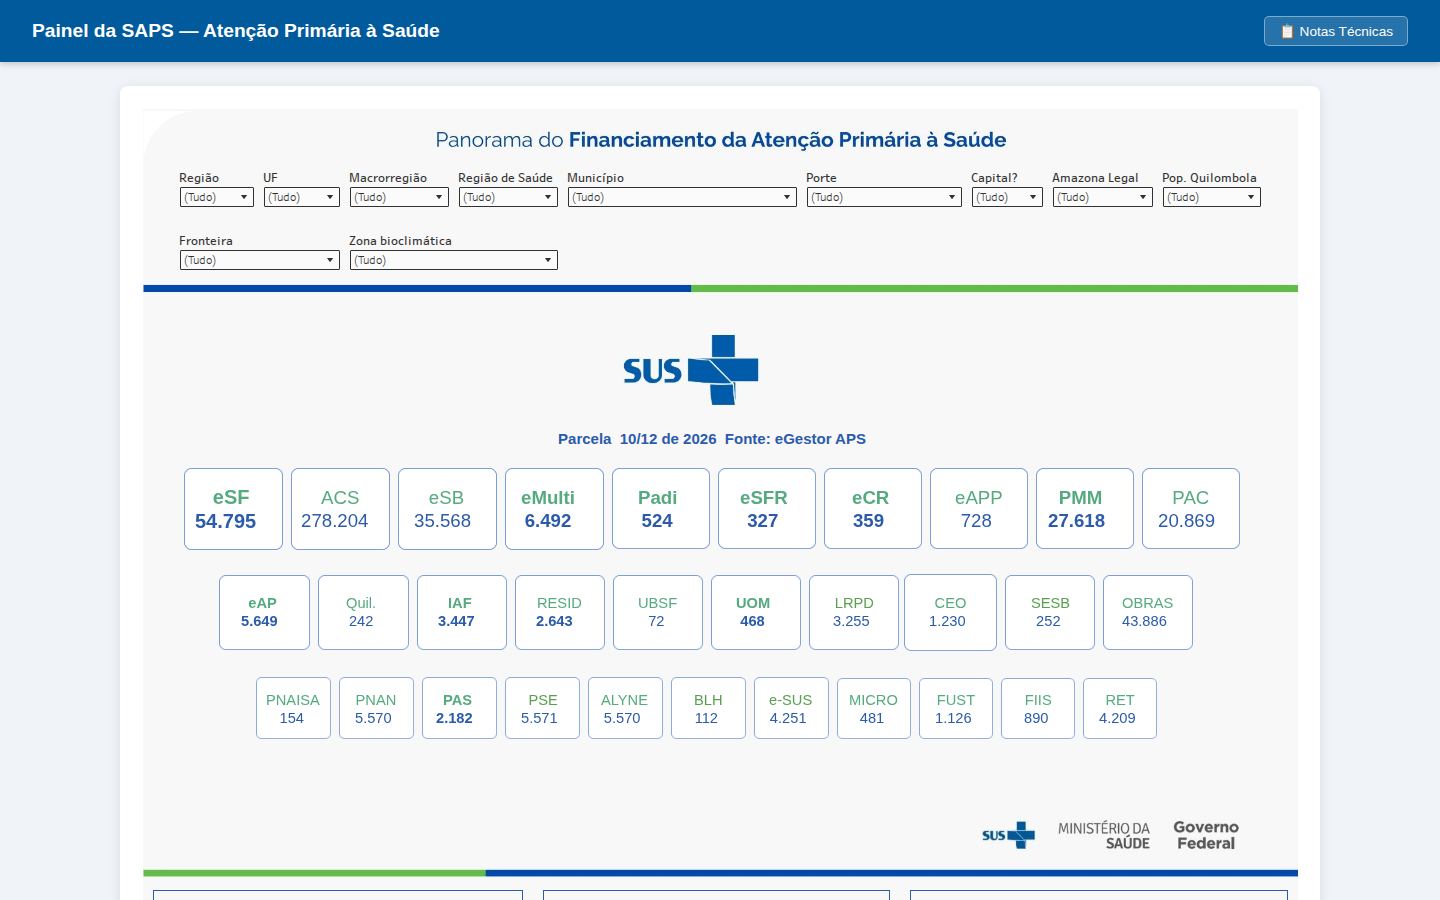 Painel da SAPS — Atenção Primária à Saúde
📋 Notas Técnicas
Panorama do Financiamento da Atenção Primária à Saúde
Região UF Macrorregião Região de Saúde Município Porte Capital? Amazona Legal Pop. Quilombola
(Tudo) (Tudo) (Tudo) (Tudo) (Tudo) (Tudo) (Tudo) (Tudo) (Tudo)
Fronteira Zona bioclimática
(Tudo) (Tudo)
SUS
Parcela 10/12 de 2026 Fonte: eGestor APS
eSF ACS eSB eMulti Padi eSFR eCR eAPP PMM PAC
54.795 278.204 35.568 6.492 524 327 359 728 27.618 20.869
eAP Quil. IAF RESID UBSF UOM LRPD CEO SESB OBRAS
5.649 242 3.447 2.643 72 468 3.255 1.230 252 43.886
PNAISA PNAN PAS PSE ALYNE BLH e-SUS MICRO FUST FIIS RET
154 5.570 2.182 5.571 5.570 112 4.251 481 1.126 890 4.209
SUS MINISTÉRIO DA Governo
SAÚDE Federal